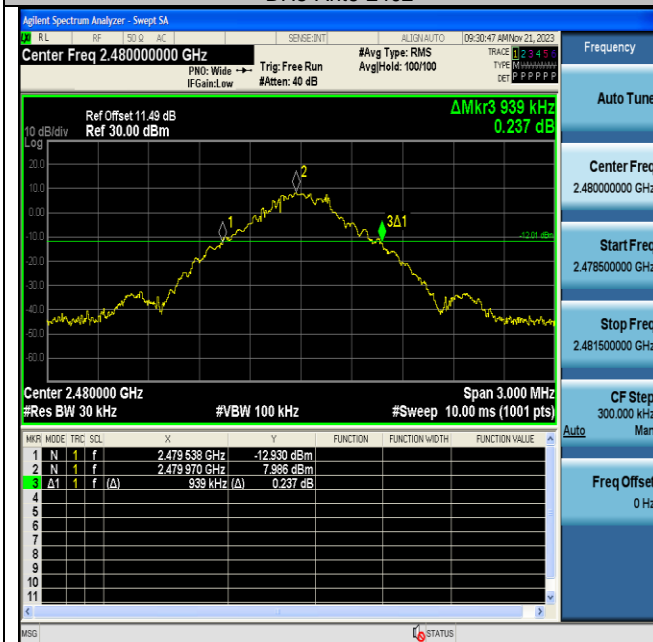 Agilent Spectrum Analyzer - Swept SA
RL RF 50 Ω AC SENSE:INT ALIGN AUTO 09:30:47 AM Nov 21, 2023
Center Freq 2.480000000 GHz
PNO: Wide
IFGain:Low
Trig: Free Run
#Atten: 40 dB
#Avg Type: RMS
Avg|Hold: 100/100
TRACE 1 2 3 4 5 6
TYPE M
DET P P P P P
Frequency
Auto Tune
Center Freq
2.480000000 GHz
Start Freq
2.478500000 GHz
Stop Freq
2.481500000 GHz
CF Step
300.000 kHz
Auto Man
Freq Offset
0 Hz
ΔMkr3 939 kHz
0.237 dB
Ref Offset 11.49 dB
10 dB/div Ref 30.00 dBm
Log
20.0
10.0
0.00
-10.0
-20.0
-30.0
-40.0
-50.0
-60.0
1
2
3Δ1
-12.01 dBm
Center 2.480000 GHz Span 3.000 MHz
#Res BW 30 kHz #VBW 100 kHz #Sweep 10.00 ms (1001 pts)
MKR MODE TRC SCL X Y FUNCTION FUNCTION WIDTH FUNCTION VALUE
1 N 1 f 2.479 538 GHz -12.930 dBm
2 N 1 f 2.479 970 GHz 7.986 dBm
3 Δ1 1 f (Δ) 939 kHz (Δ) 0.237 dB
4
5
6
7
8
9
10
11
MSG STATUS